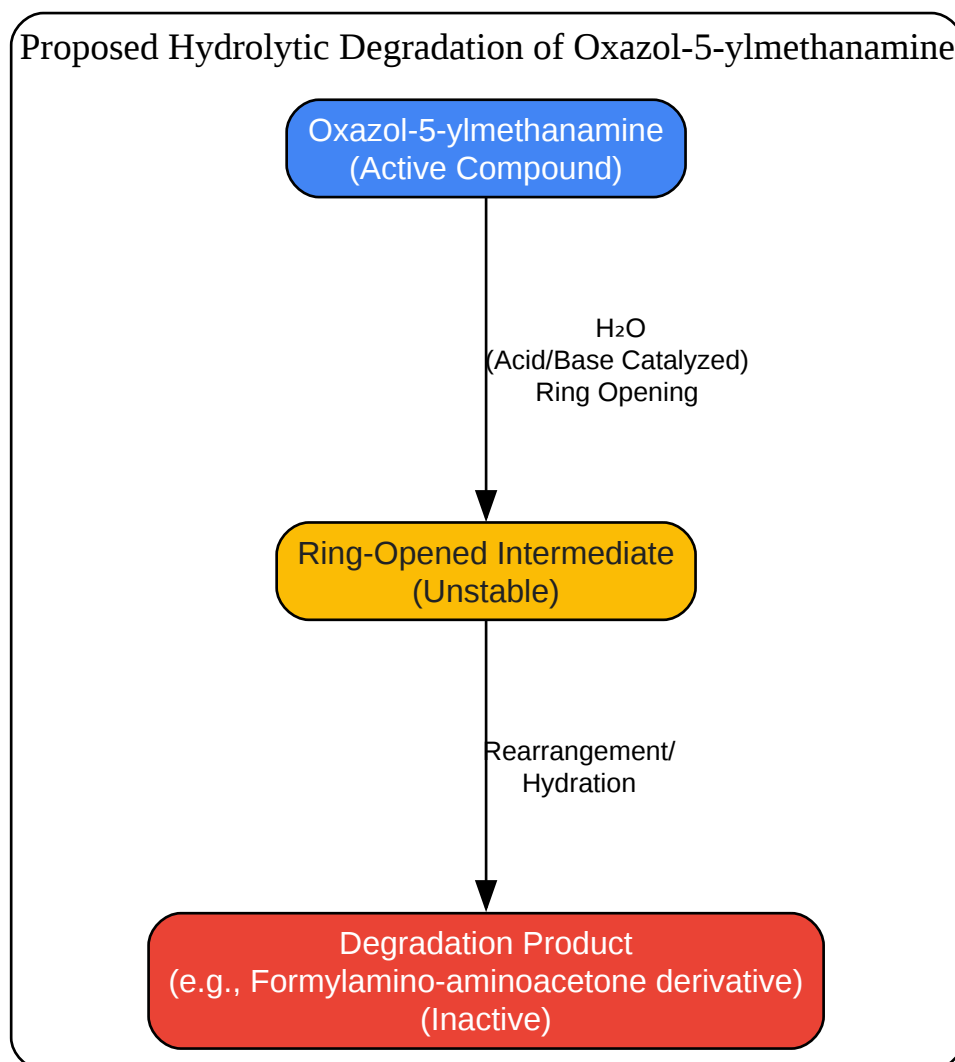 Proposed Hydrolytic Degradation of Oxazol-5-ylmethanamine
Oxazol-5-ylmethanamine
(Active Compound)
H₂O
(Acid/Base Catalyzed)
Ring Opening
Ring-Opened Intermediate
(Unstable)
Rearrangement/
Hydration
Degradation Product
(e.g., Formylamino-aminoacetone derivative)
(Inactive)